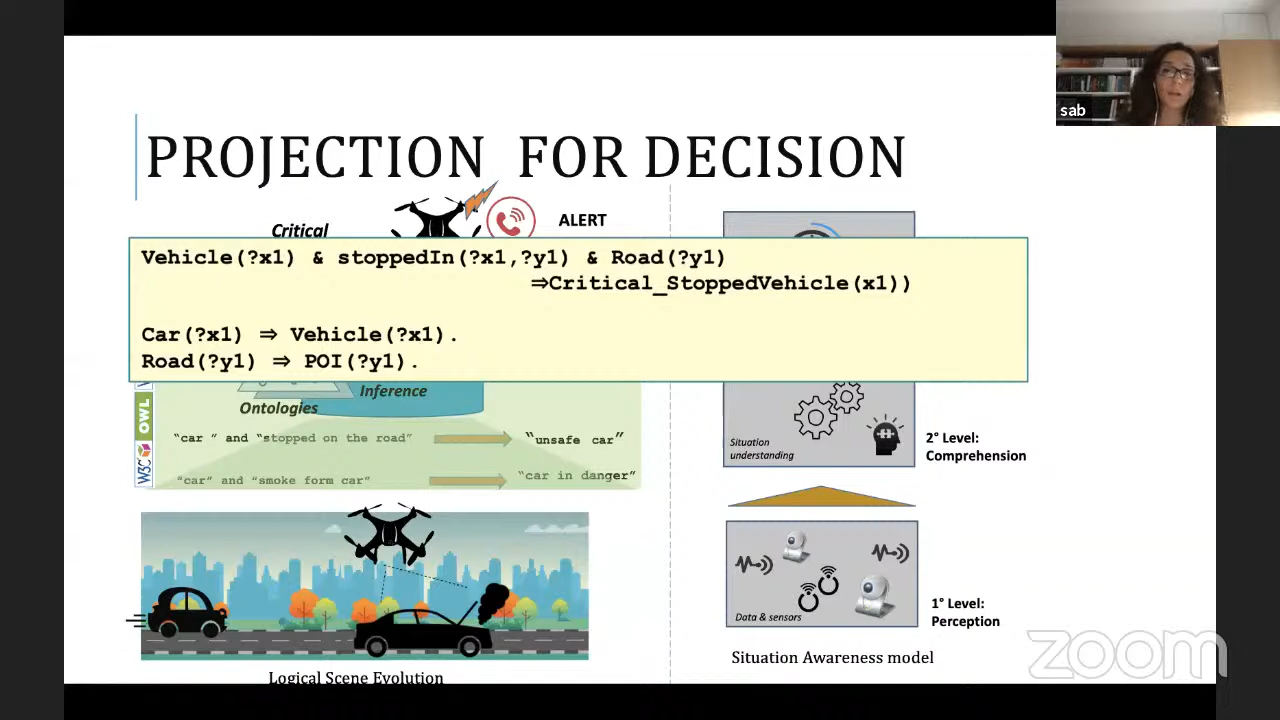 sab
PROJECTION FOR DECISION
Critical
ALERT
Vehicle(?x1) & stoppedIn(?x1,?y1) & Road(?y1)
⇒Critical_StoppedVehicle(x1))
Car(?x1) ⇒ Vehicle(?x1).
Road(?y1) ⇒ POI(?y1).
Inference
Ontologies
W3C OWL
"car " and "stopped on the road"
"unsafe car"
"car" and "smoke form car"
"car in danger"
Situation
understanding
2° Level:
Comprehension
Data & sensors
1° Level:
Perception
Situation Awareness model
Logical Scene Evolution
zoom